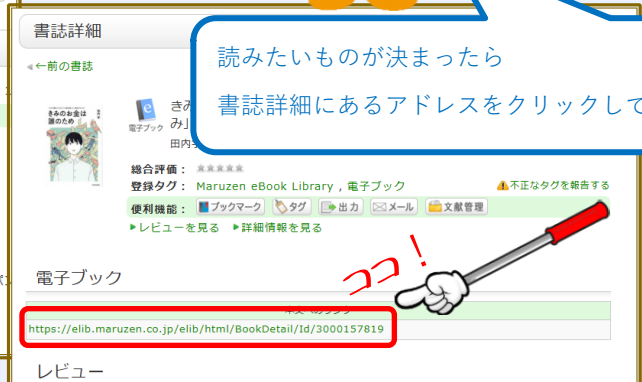 書誌詳細
←前の書誌
読みたいものが決まったら
書誌詳細にあるアドレスをクリックして
きみのお金は
誰のため
電子ブック
きみ
み」
田内
総合評価：
登録タグ： Maruzen eBook Library , 電子ブック
不正なタグを報告する
便利機能： ブックマーク タグ 出力 メール 文献管理
レビューを見る 詳細情報を見る
ココ！
電子ブック
https://elib.maruzen.co.jp/elib/html/BookDetail/Id/3000157819
レビュー